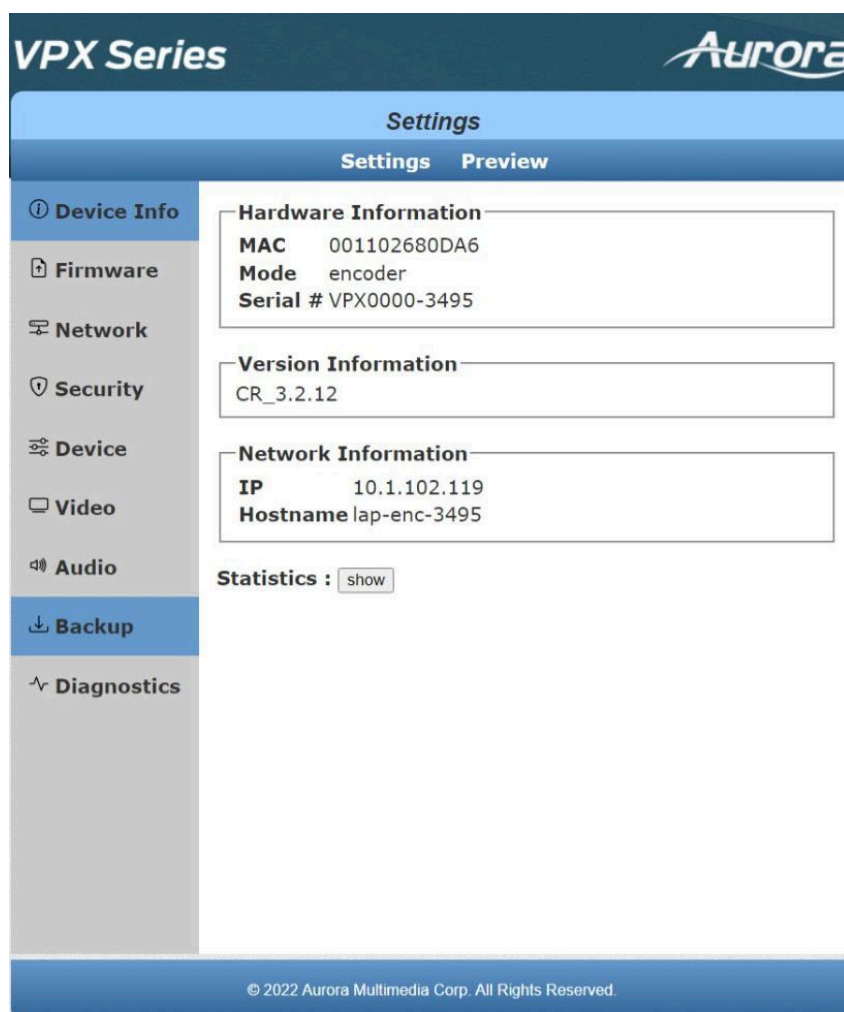 VPX Series
Aurora
Settings
Settings Preview
Device Info
Firmware
Network
Security
Device
Video
Audio
Backup
Diagnostics
Hardware Information
MAC 001102680DA6
Mode encoder
Serial # VPX0000-3495
Version Information
CR_3.2.12
Network Information
IP 10.1.102.119
Hostname lap-enc-3495
Statistics : show
© 2022 Aurora Multimedia Corp. All Rights Reserved.